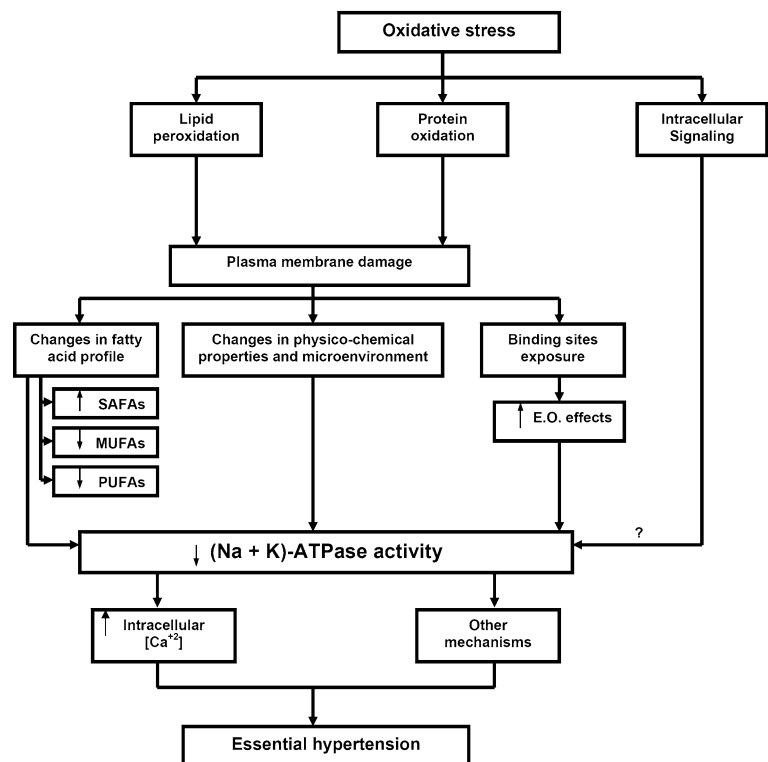 Oxidative stress
Lipid
peroxidation
Protein
oxidation
Intracellular
Signaling
Plasma membrane damage
Changes in fatty
acid profile
Changes in physico-chemical
properties and microenvironment
Binding sites
exposure
↑ SAFAs
↓ MUFAs
↓ PUFAs
↑ E.O. effects
?
↓ (Na + K)-ATPase activity
↑ Intracellular
[Ca⁺²]
Other
mechanisms
Essential hypertension